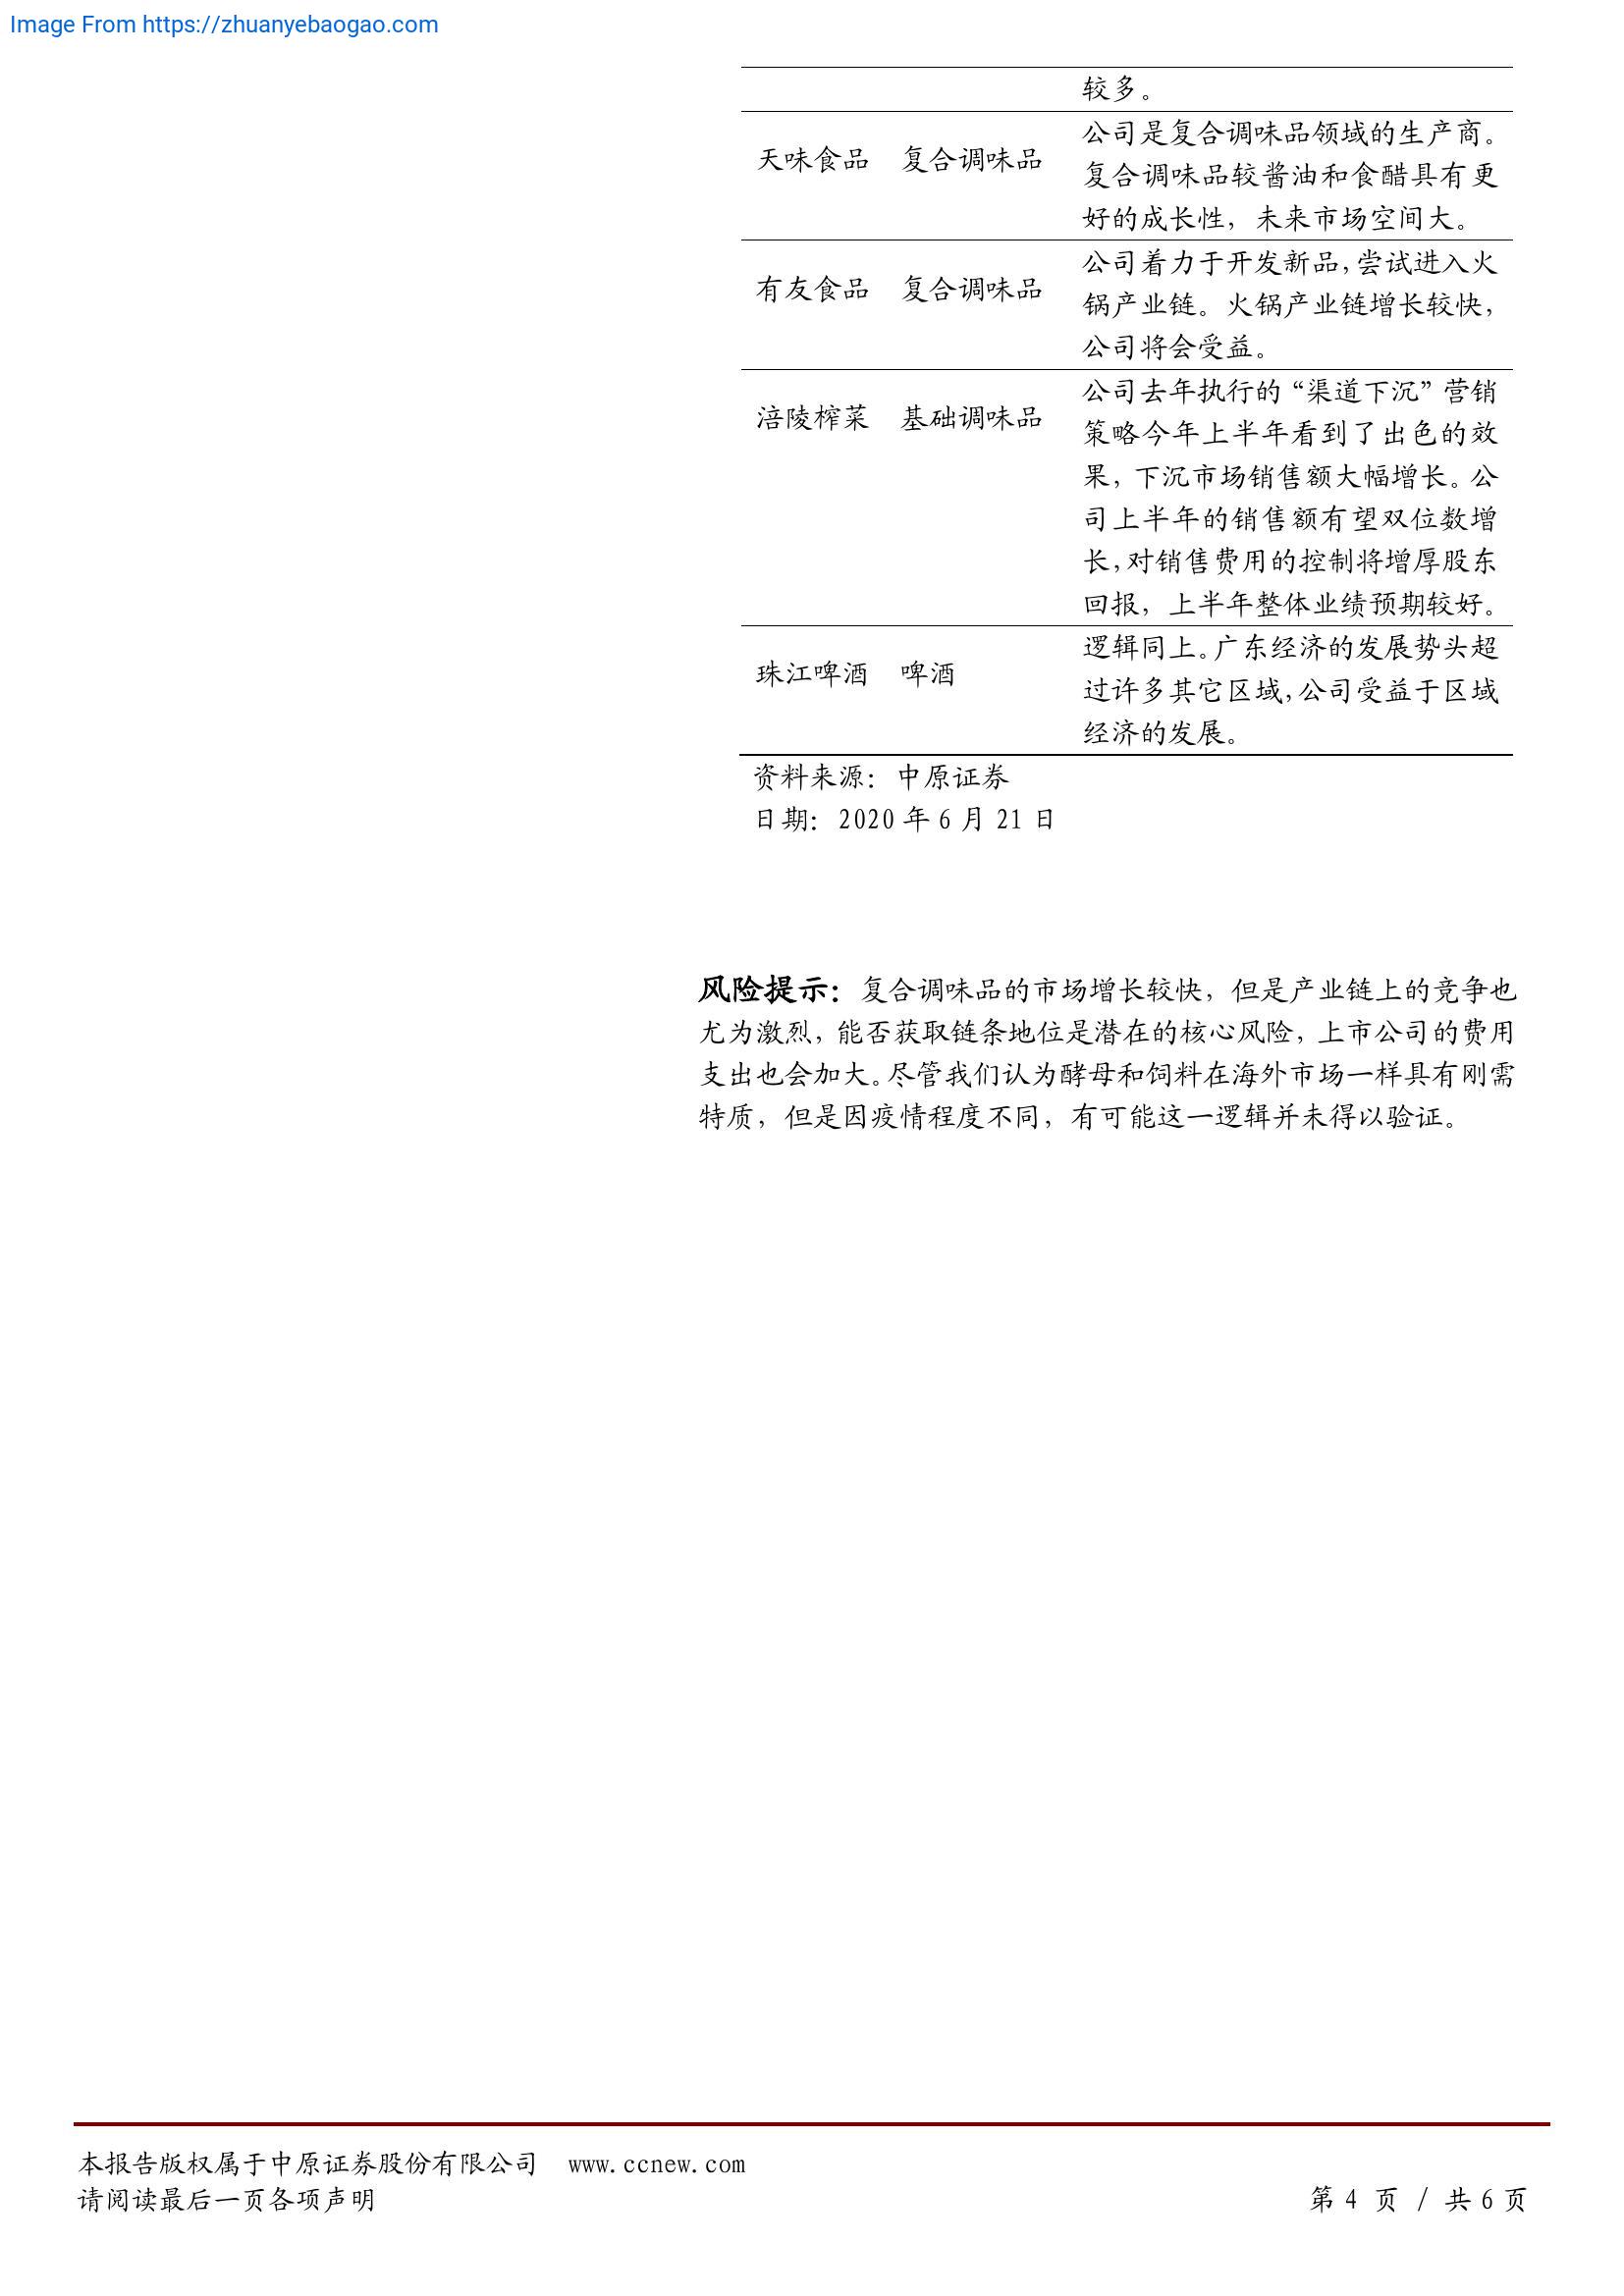 Image From https://zhuanyebaogao.com
较多。
公司是复合调味品领域的生产商。
天味食品 复合调味品
复合调味品较酱油和食醋具有更
好的成长性，未来市场空间大。
公司着力于开发新品，尝试进入火
有友食品 复合调味品
锅产业链。火锅产业链增长较快，
公司将会受益。
公司去年执行的“渠道下沉”营销
涪陵榨菜 基础调味品
策略今年上半年看到了出色的效
果，下沉市场销售额大幅增长。公
司上半年的销售额有望双位数增
长，对销售费用的控制将增厚股东
回报，上半年整体业绩预期较好。
逻辑同上。广东经济的发展势头超
珠江啤酒 啤酒
过许多其它区域，公司受益于区域
经济的发展。
资料来源：中原证券
日期：2020 年 6 月 21 日
风险提示：复合调味品的市场增长较快，但是产业链上的竞争也
尤为激烈，能否获取链条地位是潜在的核心风险，上市公司的费用
支出也会加大。尽管我们认为酵母和饲料在海外市场一样具有刚需
特质，但是因疫情程度不同，有可能这一逻辑并未得以验证。
本报告版权属于中原证券股份有限公司 www.ccnew.com
请阅读最后一页各项声明 第 4 页 / 共 6 页